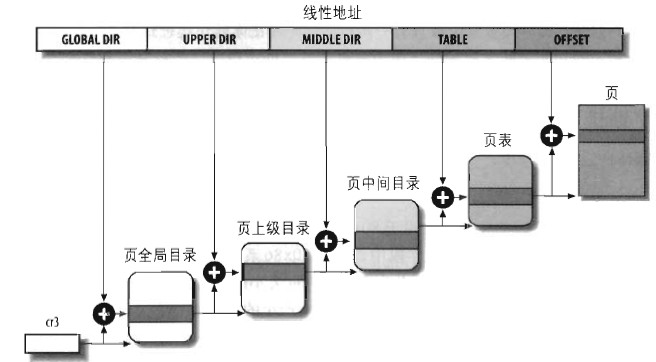 线性地址
GLOBAL DIR UPPER DIR MIDDLE DIR TABLE OFFSET
页
页表
页中间目录
页上级目录
页全局目录
cr3